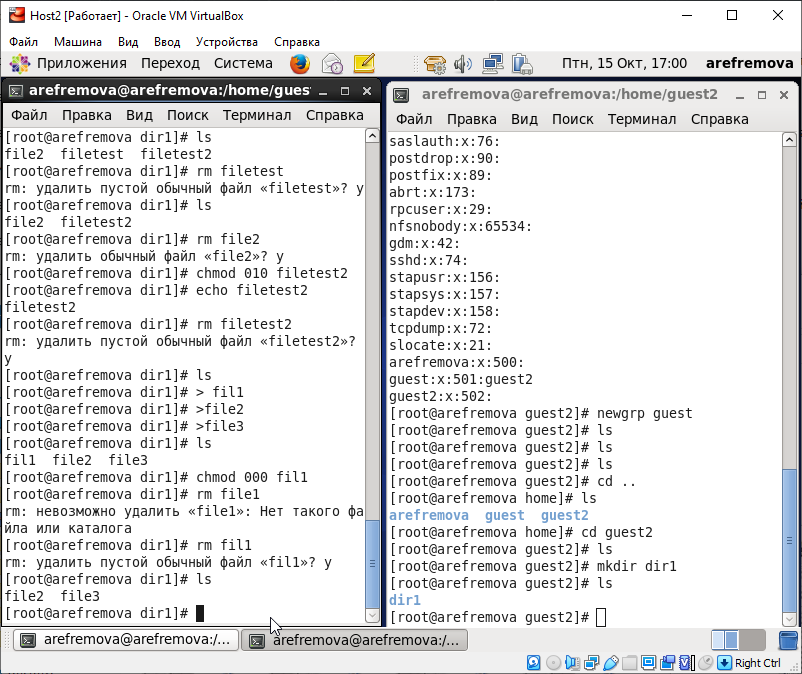 Host2 [Работает] - Oracle VM VirtualBox
Файл Машина Вид Ввод Устройства Справка
Приложения Переход Система Птн, 15 Окт, 17:00 arefremova
arefremova@arefremova:/home/gues
Файл Правка Вид Поиск Терминал Справка
[root@arefremova dir1]# ls
file2 filetest filetest2
[root@arefremova dir1]# rm filetest
rm: удалить пустой обычный файл «filetest»? y
[root@arefremova dir1]# ls
file2 filetest2
[root@arefremova dir1]# rm file2
rm: удалить обычный файл «file2»? y
[root@arefremova dir1]# chmod 010 filetest2
[root@arefremova dir1]# echo filetest2
filetest2
[root@arefremova dir1]# rm filetest2
rm: удалить пустой обычный файл «filetest2»?
y
[root@arefremova dir1]# ls
[root@arefremova dir1]# > fil1
[root@arefremova dir1]# >file2
[root@arefremova dir1]# >file3
[root@arefremova dir1]# ls
fil1 file2 file3
[root@arefremova dir1]# chmod 000 fil1
[root@arefremova dir1]# rm file1
rm: невозможно удалить «file1»: Нет такого фа
йла или каталога
[root@arefremova dir1]# rm fil1
rm: удалить пустой обычный файл «fil1»? y
[root@arefremova dir1]# ls
file2 file3
[root@arefremova dir1]#
arefremova@arefremova:/home/guest2
Файл Правка Вид Поиск Терминал Справка
saslauth:x:76:
postdrop:x:90:
postfix:x:89:
abrt:x:173:
rpcuser:x:29:
nfsnobody:x:65534:
gdm:x:42:
sshd:x:74:
stapusr:x:156:
stapsys:x:157:
stapdev:x:158:
tcpdump:x:72:
slocate:x:21:
arefremova:x:500:
guest:x:501:guest2
guest2:x:502:
[root@arefremova guest2]# newgrp guest
[root@arefremova guest2]# ls
[root@arefremova guest2]# ls
[root@arefremova guest2]# ls
[root@arefremova guest2]# cd ..
[root@arefremova home]# ls
arefremova guest guest2
[root@arefremova home]# cd guest2
[root@arefremova guest2]# ls
[root@arefremova guest2]# mkdir dir1
[root@arefremova guest2]# ls
dir1
[root@arefremova guest2]#
arefremova@arefremova:/... arefremova@arefremova:/...
Right Ctrl